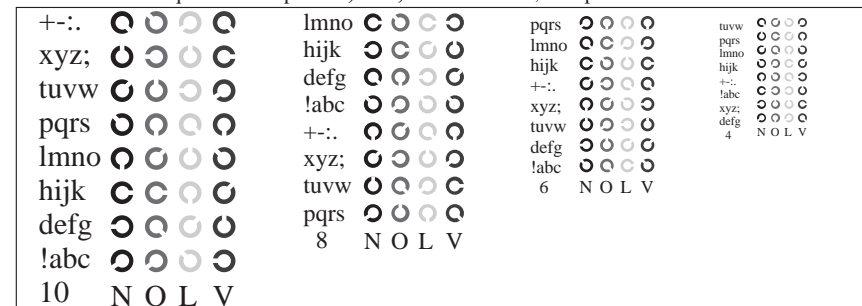 +-:.
xyz;
tuvw
pqrs
lmno
hijk
defg
!abc
10 N O L V
lmno
hijk
defg
!abc
+-:.
xyz;
tuvw
pqrs
8 N O L V
pqrs
lmno
hijk
+-:.
xyz;
tuvw
defg
!abc
6 N O L V
tuvw
pqrs
lmno
hijk
+-:.
!abc
xyz;
defg
4 N O L V